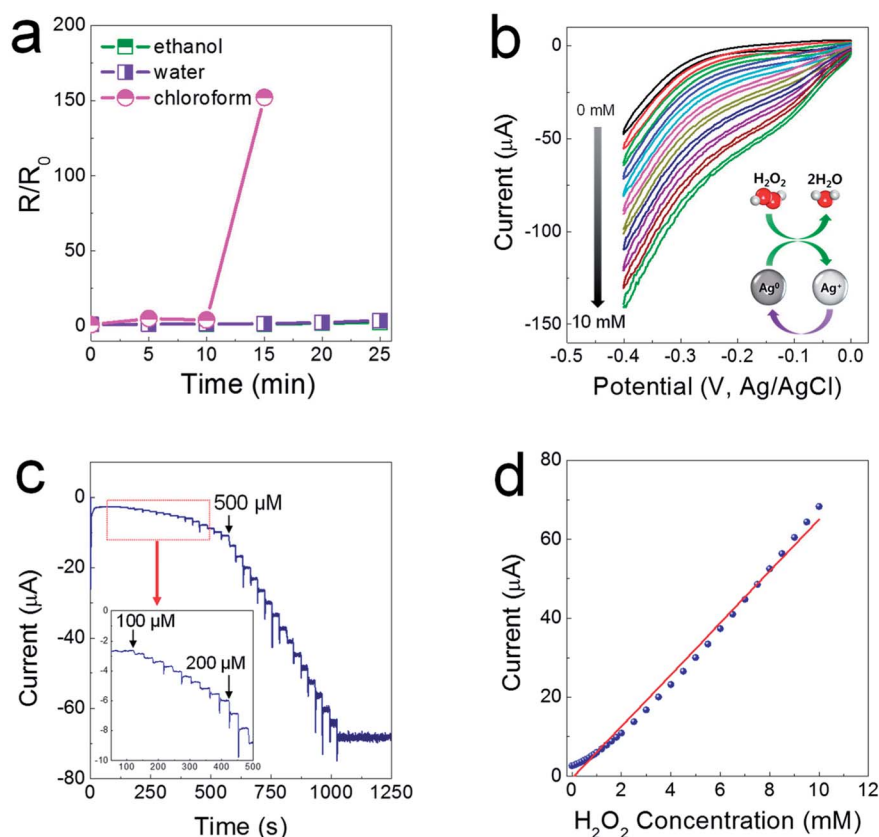 a
200
150
100
50
0
R/R₀
ethanol
water
chloroform
0 5 10 15 20 25
Time (min)
b
0
-50
-100
-150
Current (μA)
0 mM
10 mM
H₂O₂ 2H₂O
Ag⁰ Ag⁺
-0.5 -0.4 -0.3 -0.2 -0.1 0.0
Potential (V, Ag/AgCl)
c
0
-20
-40
-60
-80
Current (μA)
500 μM
0
-2
-4
-6
-8
-10
100 μM
200 μM
100 200 300 400 500
0 250 500 750 1000 1250
Time (s)
d
80
60
40
20
0
Current (μA)
0 2 4 6 8 10 12
H₂O₂ Concentration (mM)